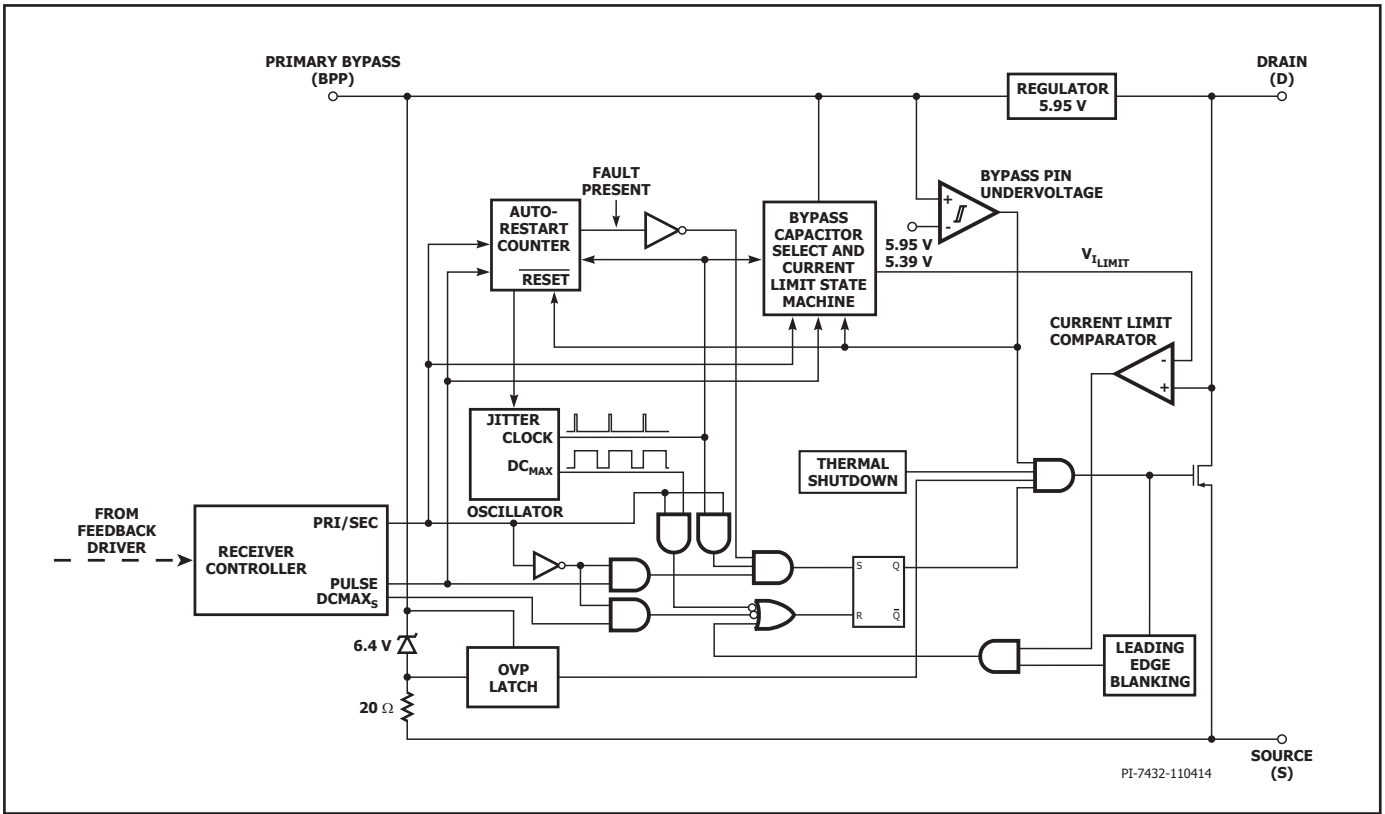 PRIMARY BYPASS
(BPP)
REGULATOR
5.95 V
DRAIN
(D)
FAULT
PRESENT
BYPASS PIN
UNDERVOLTAGE
+
-
5.95 V
5.39 V
AUTO-
RESTART
COUNTER
RESET
BYPASS
CAPACITOR
SELECT AND
CURRENT
LIMIT STATE
MACHINE
VILIMIT
CURRENT LIMIT
COMPARATOR
-
+
JITTER
CLOCK
DCMAX
OSCILLATOR
THERMAL
SHUTDOWN
FROM
FEEDBACK
DRIVER
RECEIVER
CONTROLLER
PRI/SEC
PULSE
DCMAXS
S
Q
R
Q̅
6.4 V
OVP
LATCH
20 Ω
LEADING
EDGE
BLANKING
SOURCE
(S)
PI-7432-110414